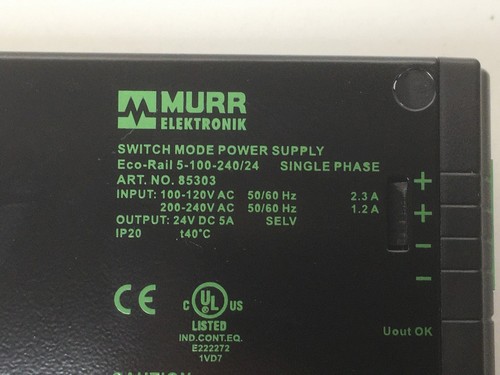 MURR
ELEKTRONIK
SWITCH MODE POWER SUPPLY
Eco-Rail 5-100-240/24 SINGLE PHASE
ART. NO. 85303
INPUT: 100-120V AC 50/60 Hz 2.3 A
200-240V AC 50/60 Hz 1.2 A
OUTPUT: 24V DC 5A SELV
IP20 t40°C
+
+
–
–
CE
C UL US
LISTED
IND.CONT.EQ.
E222272
1VD7
Uout OK
CAUTION